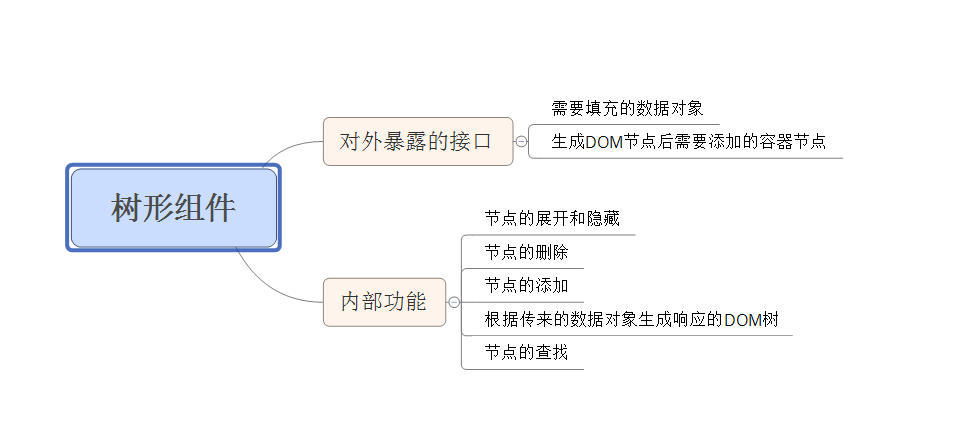 树形组件
对外暴露的接口
需要填充的数据对象
生成DOM节点后需要添加的容器节点
内部功能
节点的展开和隐藏
节点的删除
节点的添加
根据传来的数据对象生成响应的DOM树
节点的查找